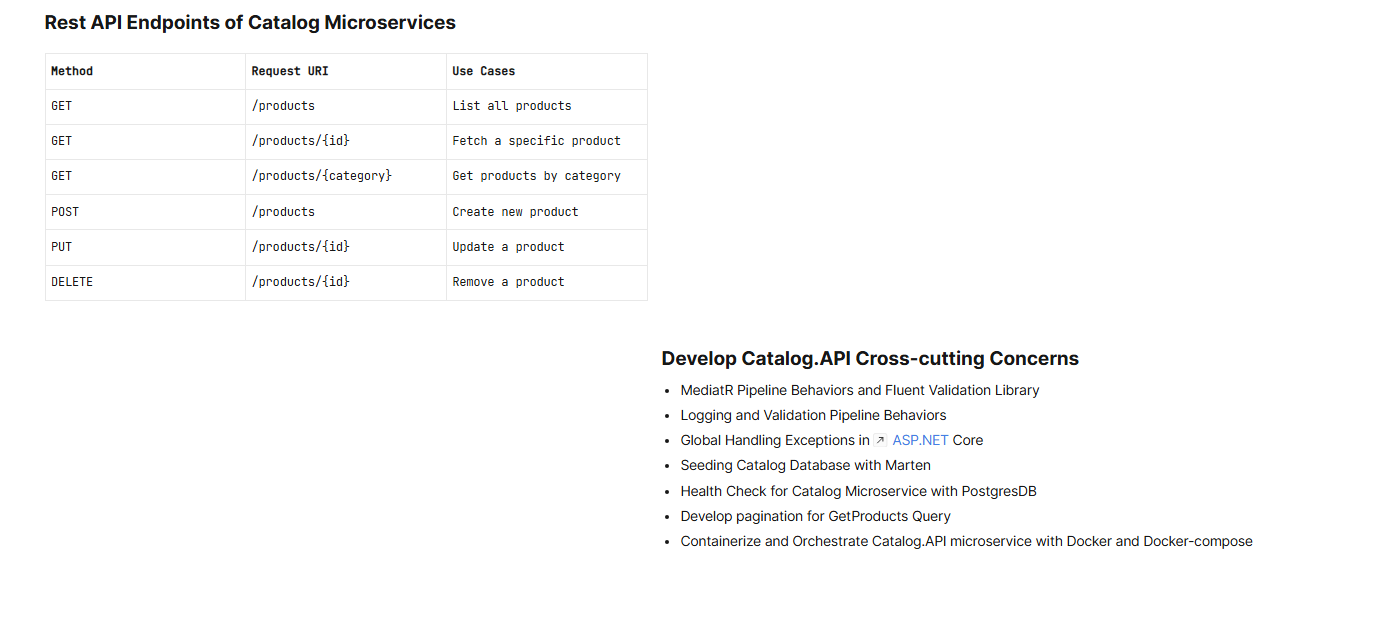 Rest API Endpoints of Catalog Microservices
Method Request URI Use Cases
GET /products List all products
GET /products/{id} Fetch a specific product
GET /products/{category} Get products by category
POST /products Create new product
PUT /products/{id} Update a product
DELETE /products/{id} Remove a product
Develop Catalog.API Cross-cutting Concerns
• MediatR Pipeline Behaviors and Fluent Validation Library
• Logging and Validation Pipeline Behaviors
• Global Handling Exceptions in ↗ ASP.NET Core
• Seeding Catalog Database with Marten
• Health Check for Catalog Microservice with PostgresDB
• Develop pagination for GetProducts Query
• Containerize and Orchestrate Catalog.API microservice with Docker and Docker-compose